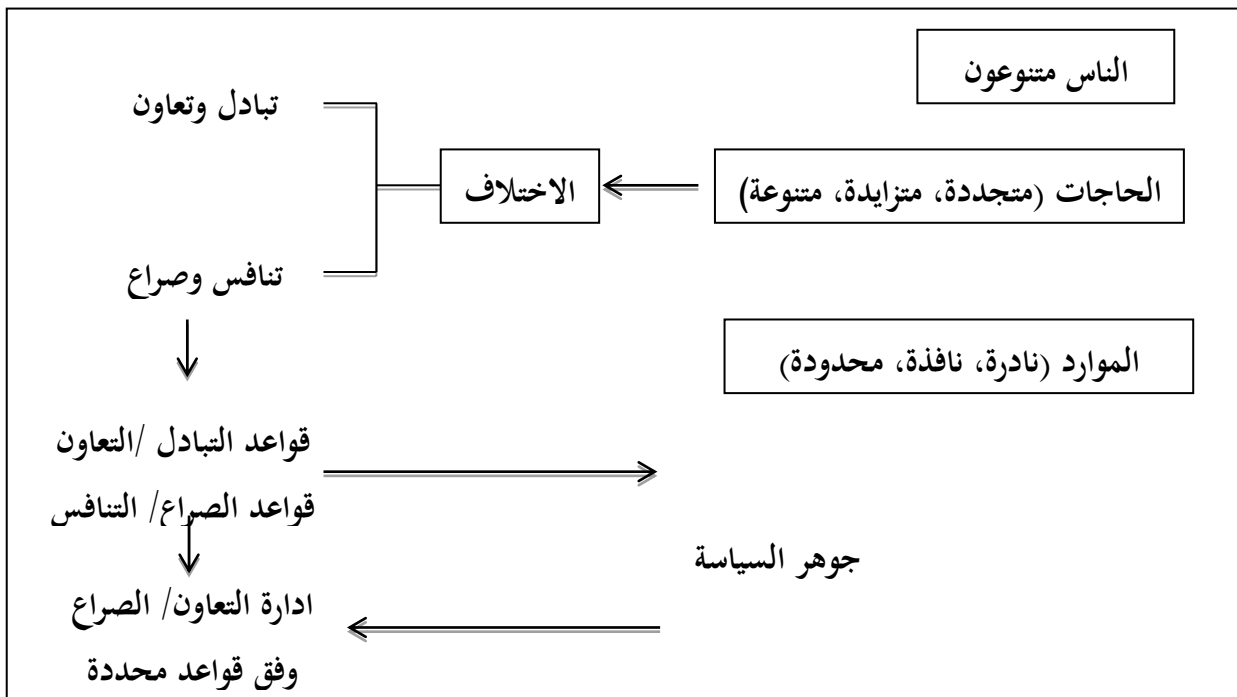 الناس متنوعون
تبادل وتعاون
الحاجات (متجددة، متزايدة، متنوعة)
الاختلاف
تنافس وصراع
الموارد (نادرة، نافذة، محدودة)
قواعد التبادل /التعاون
قواعد الصراع/ التنافس
جوهر السياسة
ادارة التعاون/ الصراع
وفق قواعد محددة